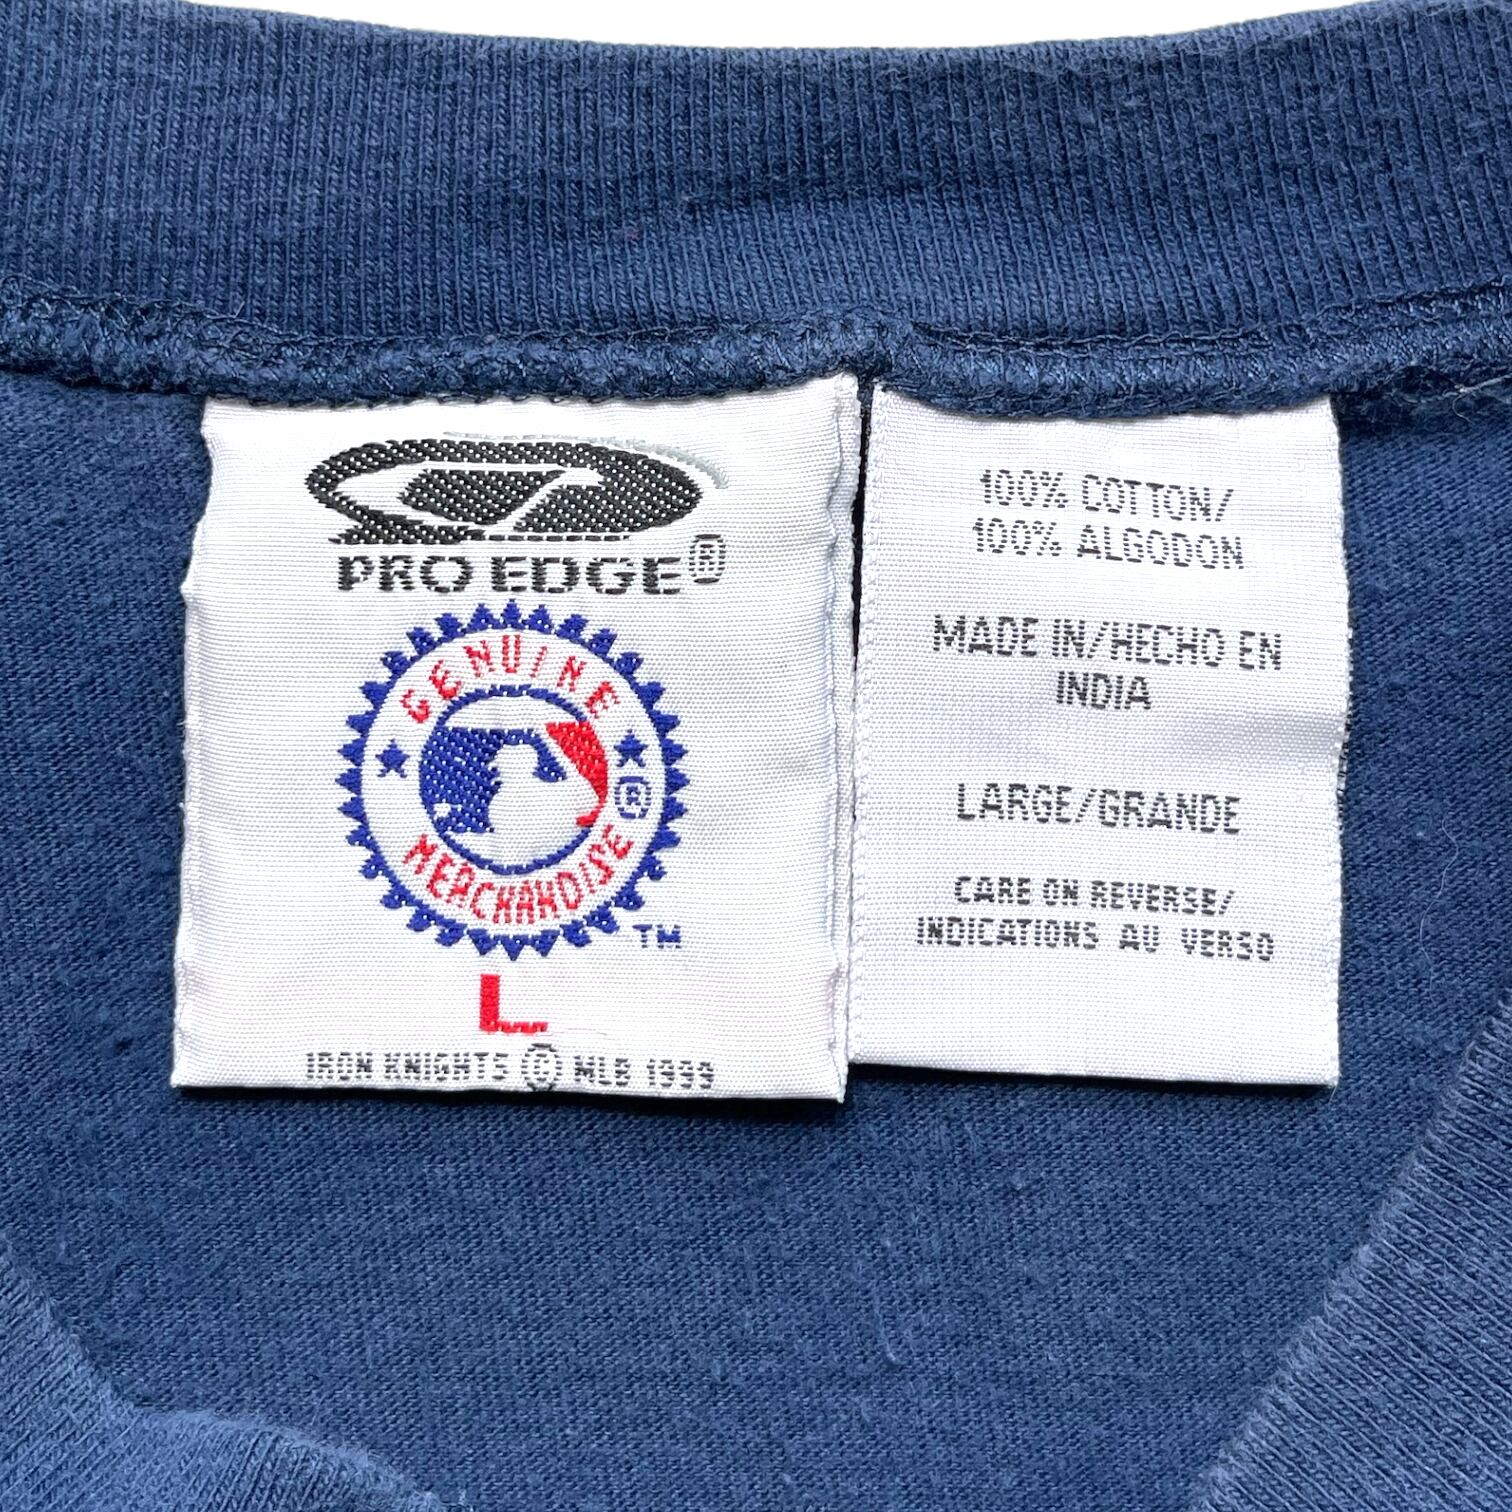 PRO EDGE®
GENUINE
MERCHANDISE
®
TM
L
IRON KNIGHTS © MLB 1999
100% COTTON/
100% ALGODON
MADE IN/HECHO EN
INDIA
LARGE/GRANDE
CARE ON REVERSE/
INDICATIONS AU VERSO